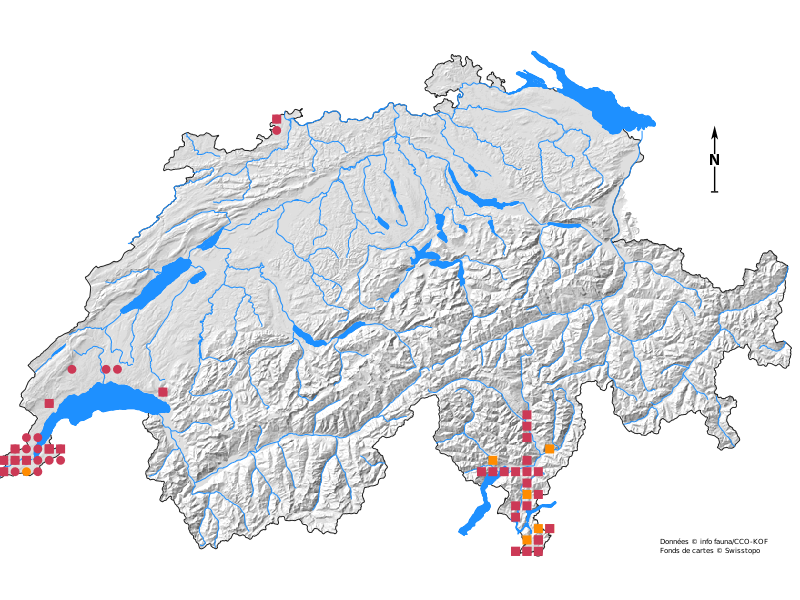 N
Données © info fauna/CCO-KOF
Fonds de cartes © Swisstopo